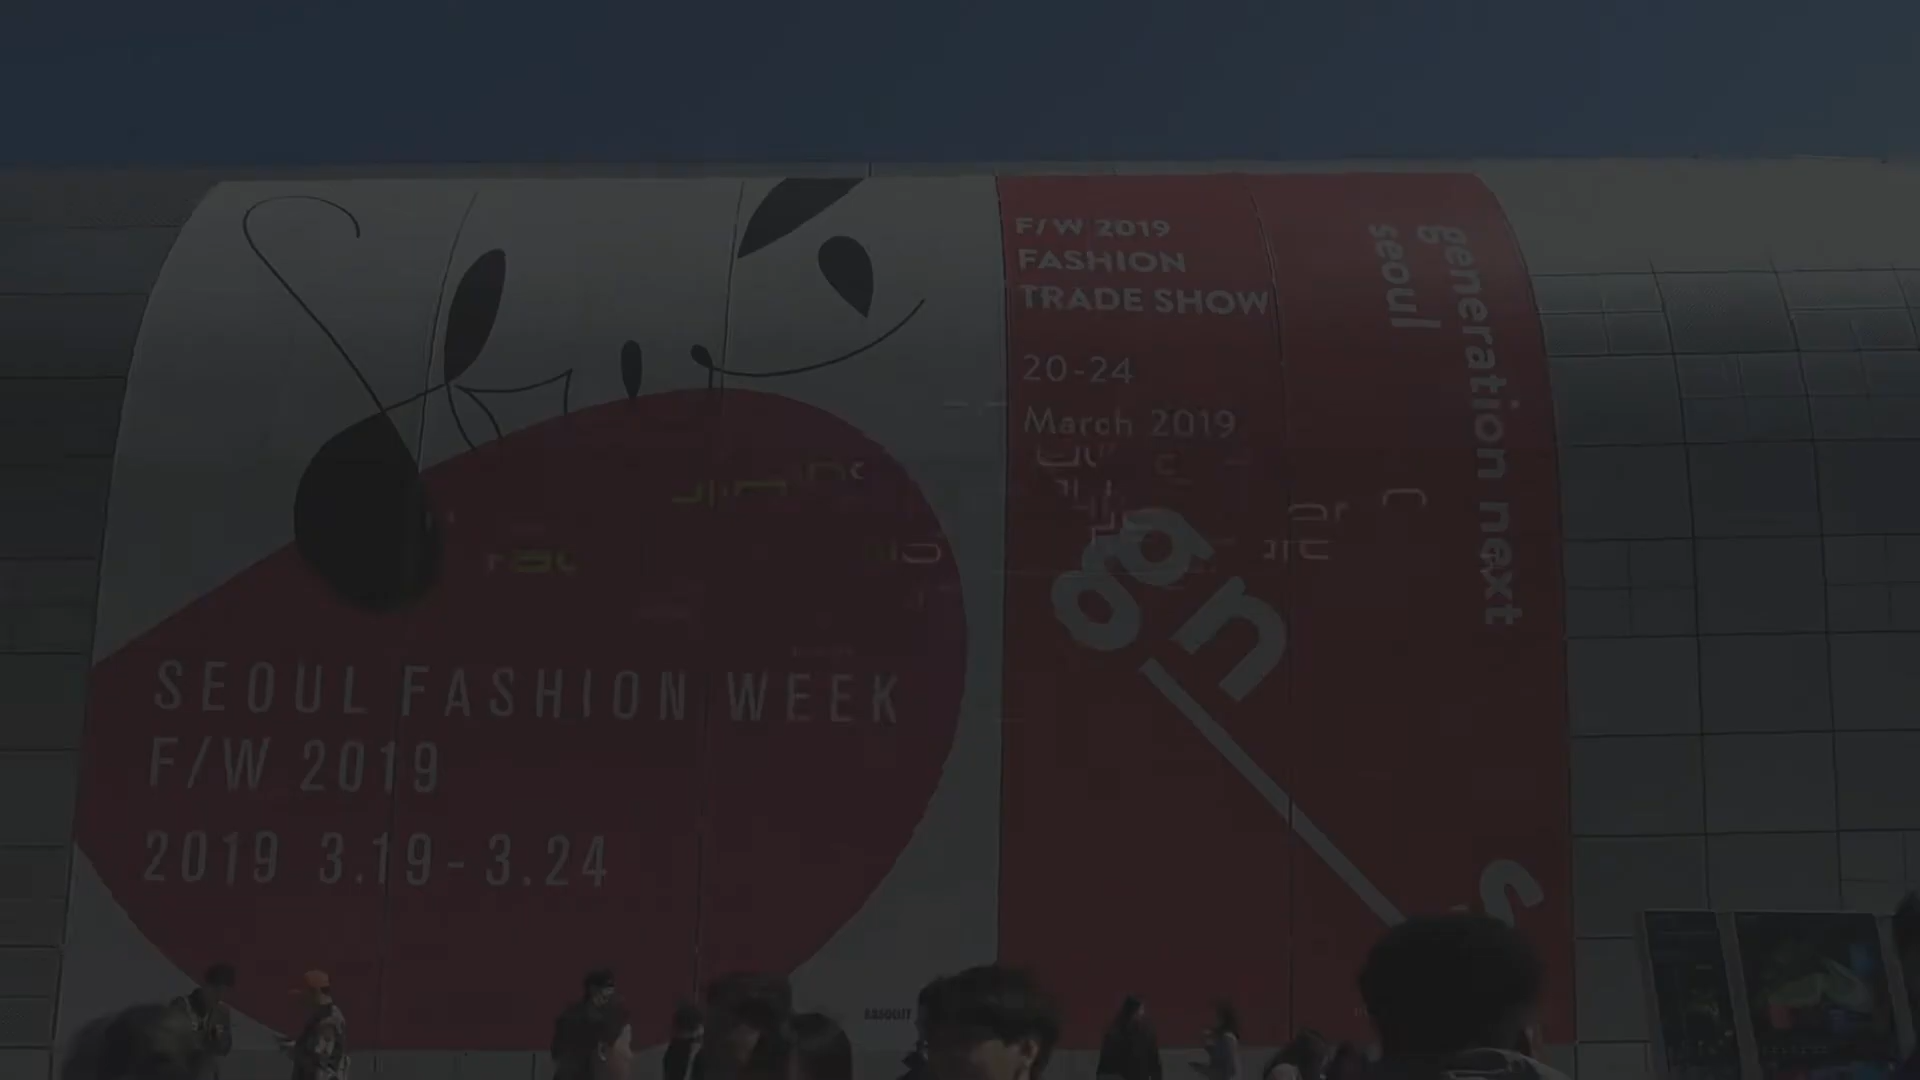 SEOUL FASHION WEEK
F/W 2019
2019 3.19-3.24
F/W 2019
FASHION
TRADE SHOW
20-24
March 2019
generation next
seoul